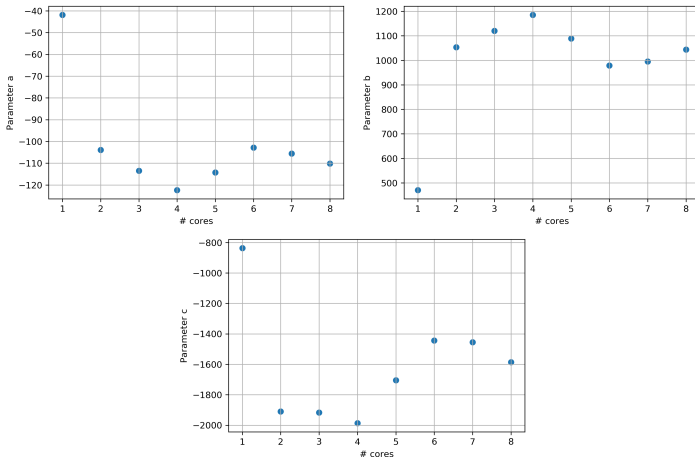 Parameter a
−40
−50
−60
−70
−80
−90
−100
−110
−120
1 2 3 4 5 6 7 8
# cores
Parameter b
1200
1100
1000
900
800
700
600
500
1 2 3 4 5 6 7 8
# cores
Parameter c
−800
−1000
−1200
−1400
−1600
−1800
−2000
1 2 3 4 5 6 7 8
# cores